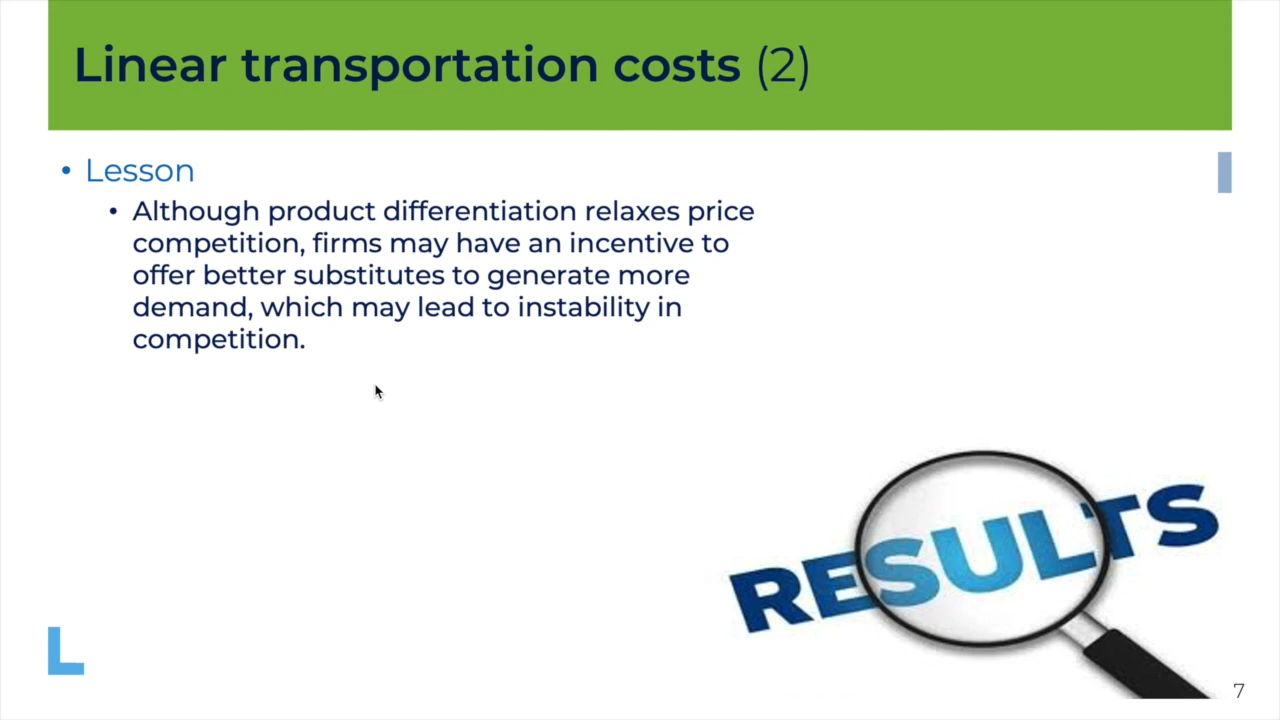 Linear transportation costs (2)
• Lesson
• Although product differentiation relaxes price
competition, firms may have an incentive to
offer better substitutes to generate more
demand, which may lead to instability in
competition.
RESULTS
L
7